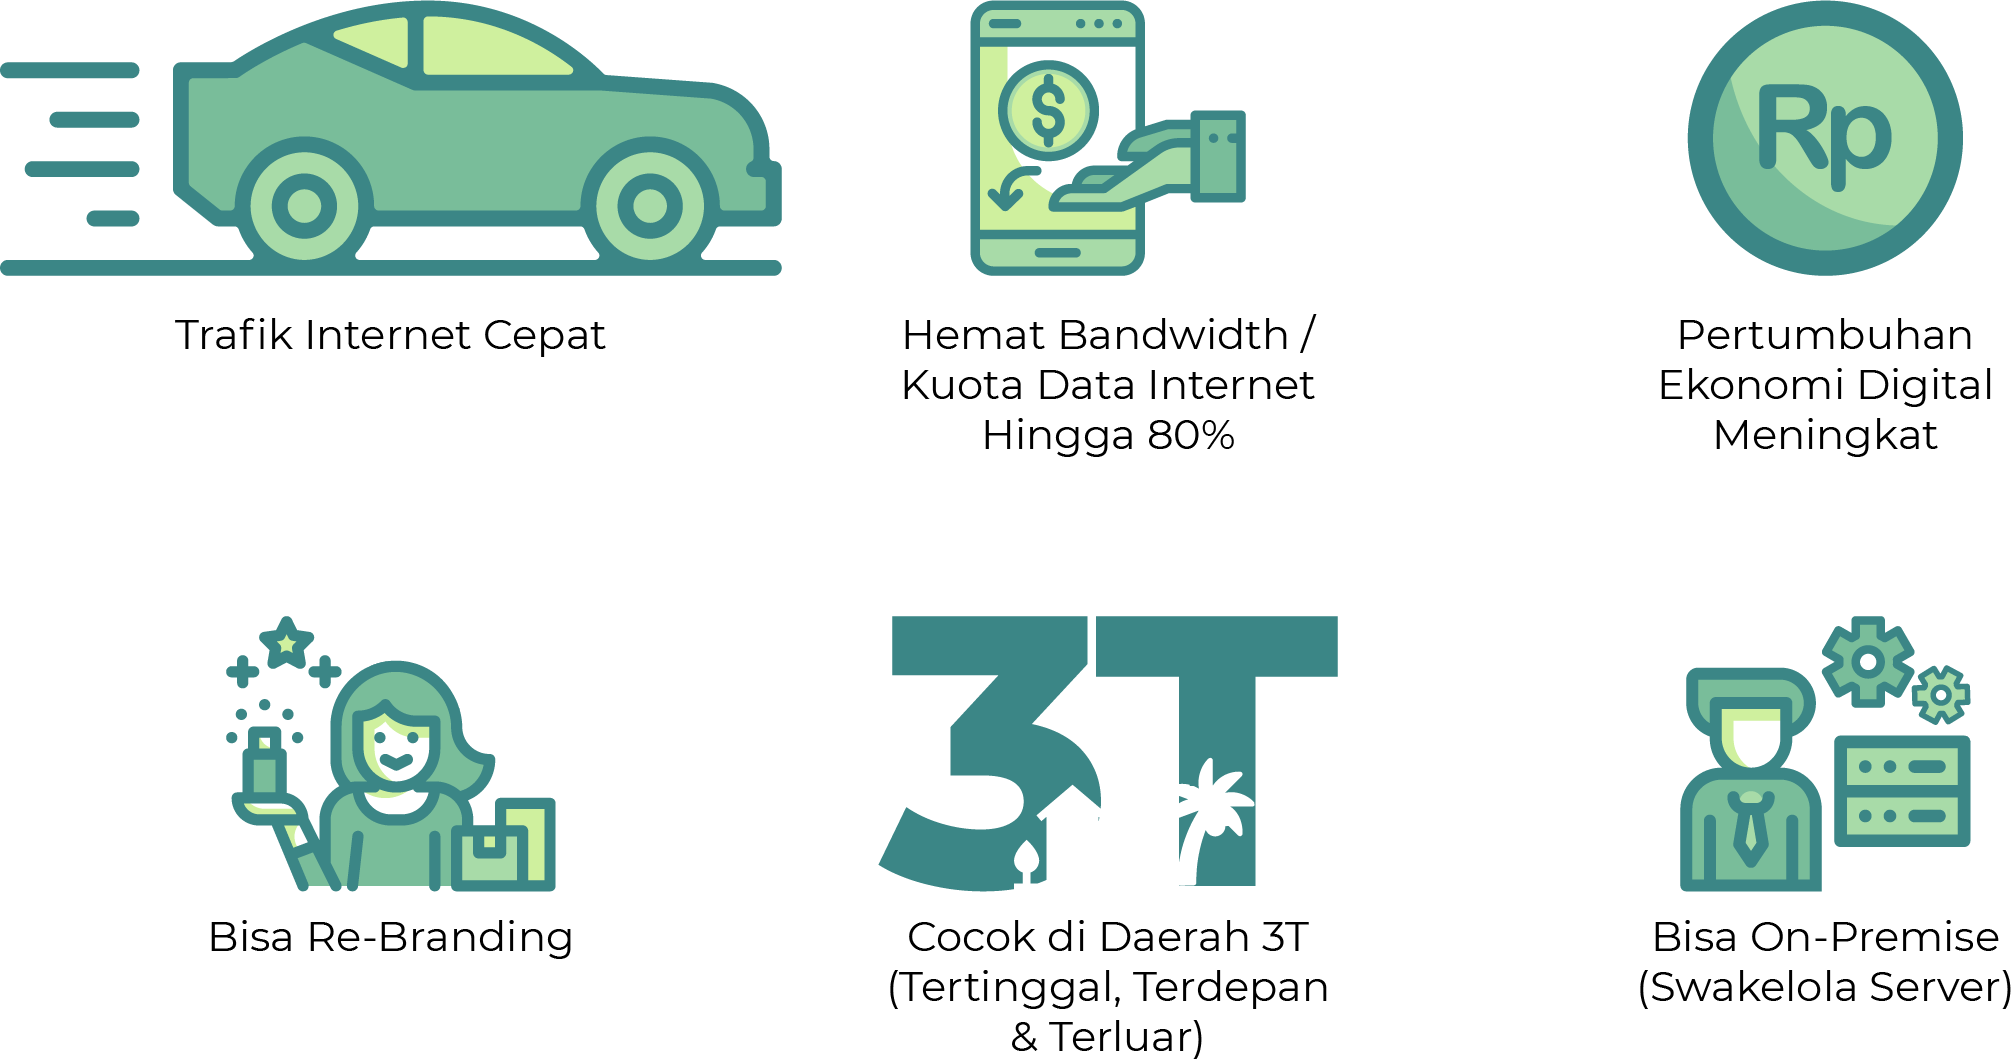 $
Rp
Trafik Internet Cepat
Hemat Bandwidth /
Kuota Data Internet
Hingga 80%
Pertumbuhan
Ekonomi Digital
Meningkat
3T
Bisa Re-Branding
Cocok di Daerah 3T
(Tertinggal, Terdepan
& Terluar)
Bisa On-Premise
(Swakelola Server)